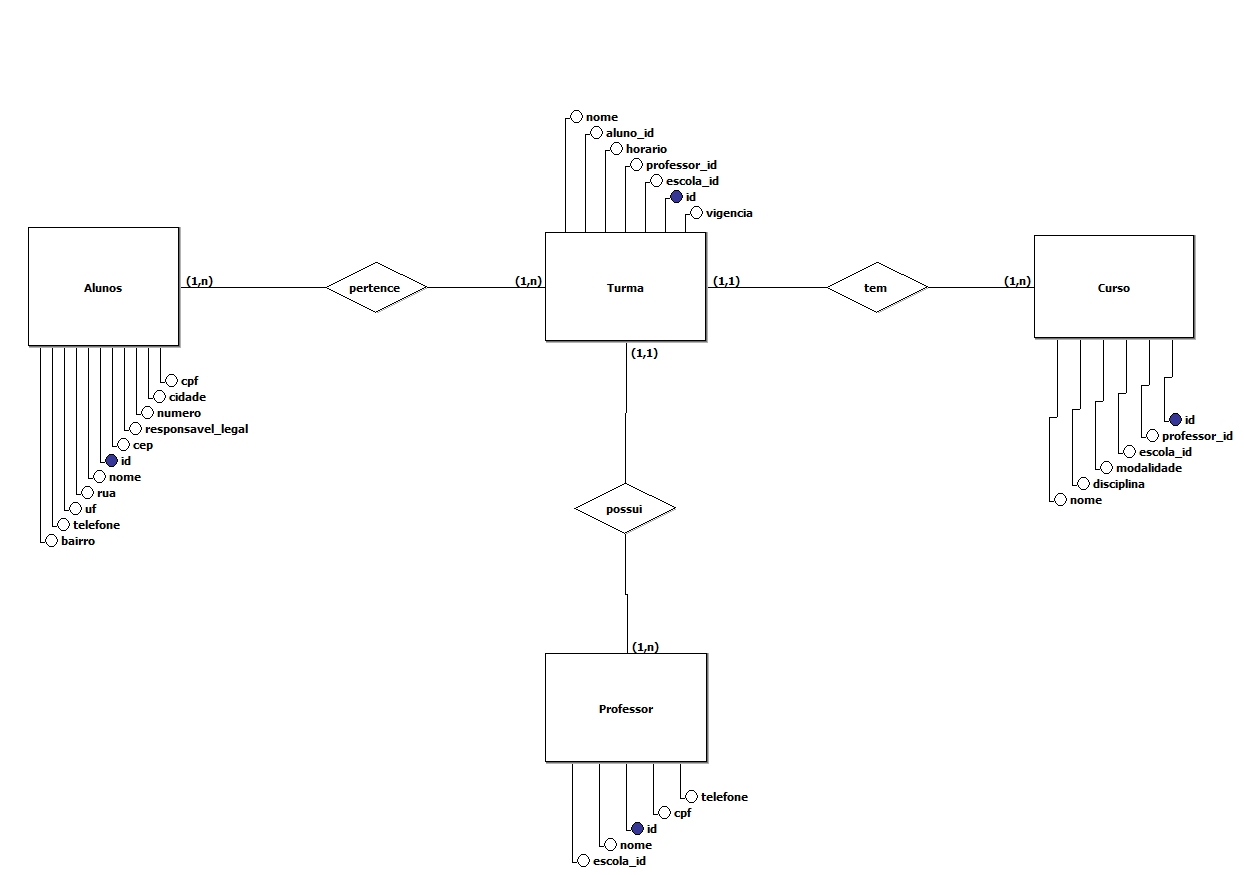 nome
aluno_id
horario
professor_id
escola_id
id
vigencia
Alunos
(1,n)
pertence
(1,n)
Turma
(1,1)
tem
(1,n)
Curso
(1,1)
cpf
cidade
numero
responsavel_legal
cep
id
nome
rua
uf
telefone
bairro
id
professor_id
escola_id
modalidade
disciplina
nome
possui
(1,n)
Professor
telefone
cpf
id
nome
escola_id